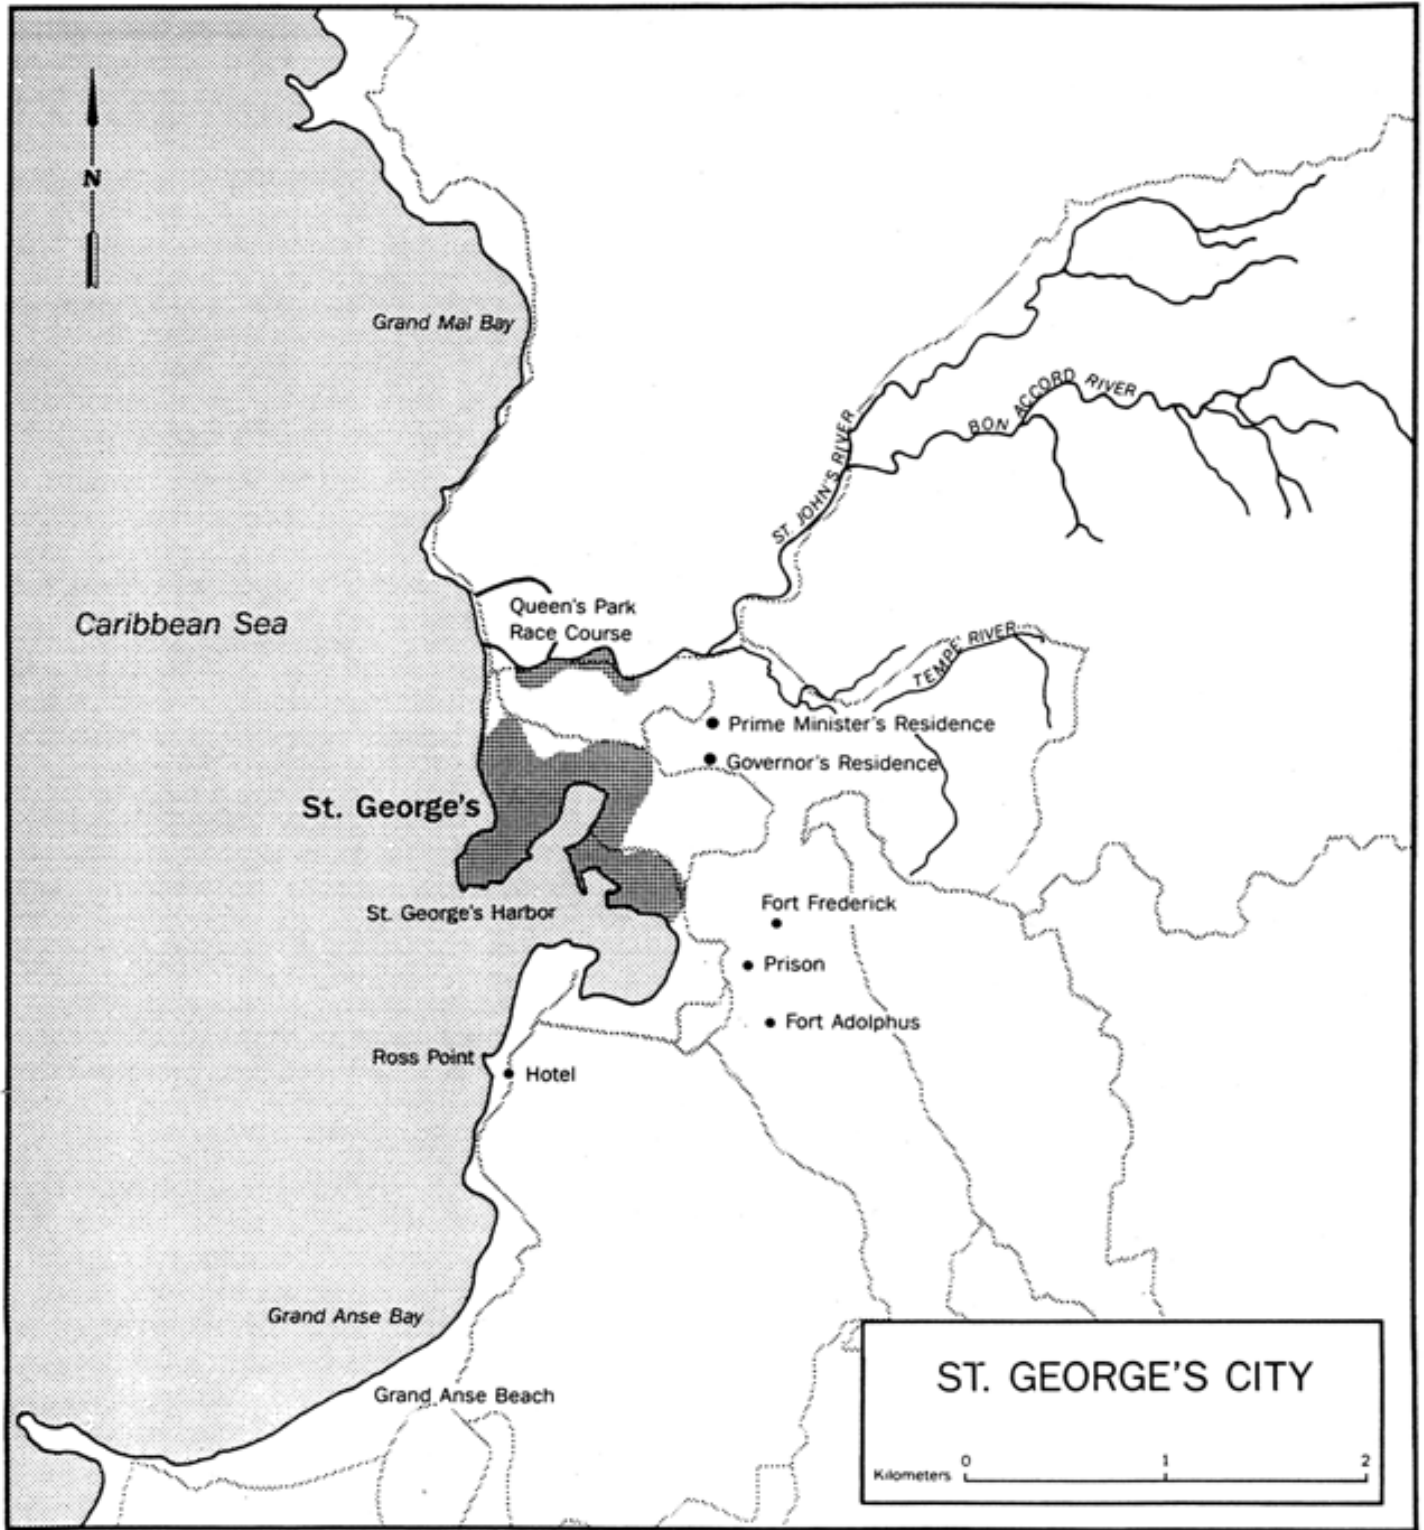 N
Grand Mal Bay
ST. JOHN'S RIVER
BON ACCORD RIVER
Caribbean Sea
Queen's Park
Race Course
TEMPE RIVER
Prime Minister's Residence
Governor's Residence
St. George's
Fort Frederick
St. George's Harbor
Prison
Fort Adolphus
Ross Point
Hotel
Grand Anse Bay
Grand Anse Beach
ST. GEORGE'S CITY
Kilometers 0 1 2